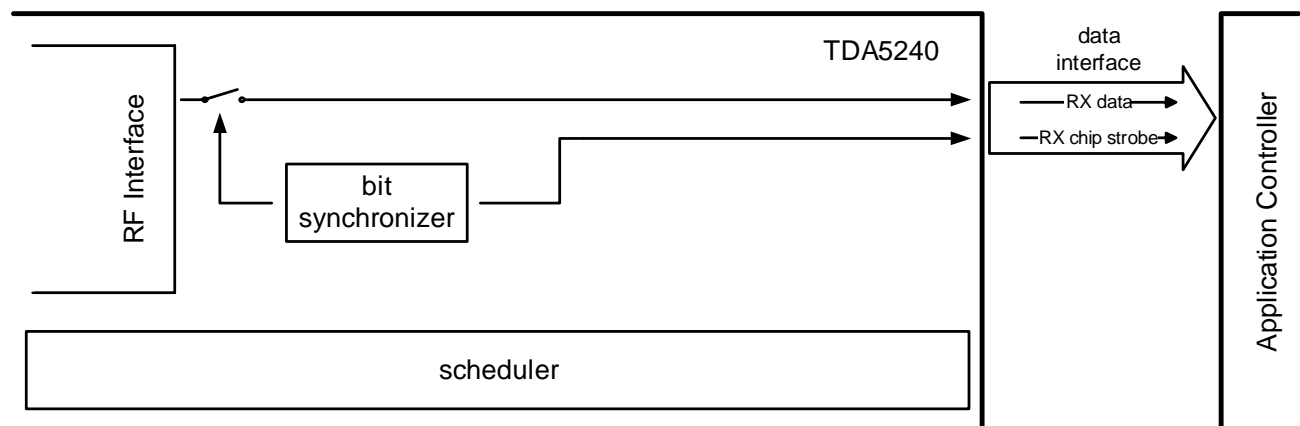 TDA5240
data
interface
RF Interface
RX data
RX chip strobe
bit
synchronizer
Application Controller
scheduler